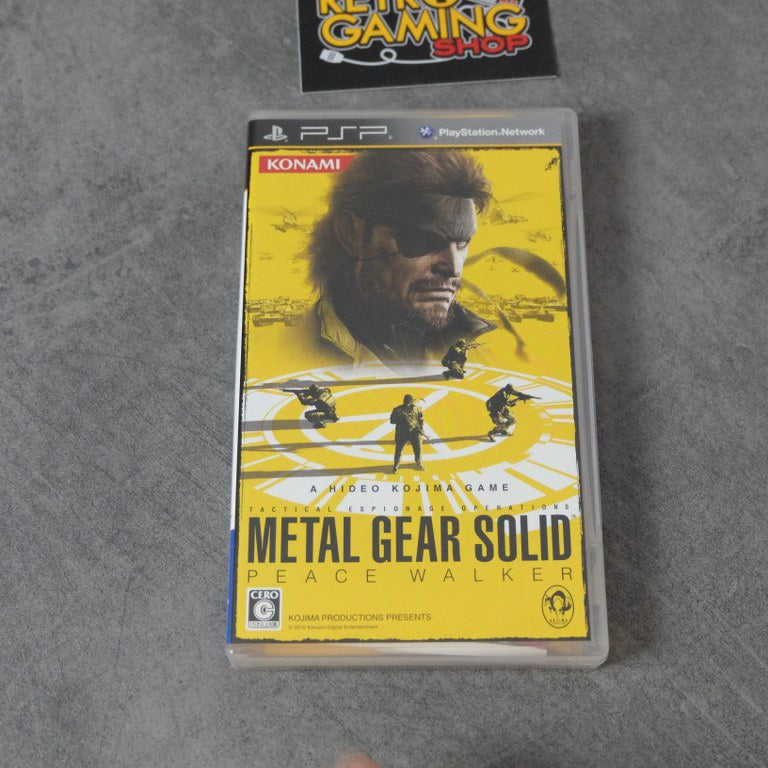 RETRO
GAMING
SHOP
PSP
PlayStation Network
KONAMI
A HIDEO KOJIMA GAME
TACTICAL ESPIONAGE OPERATIONS
METAL GEAR SOLID
PEACE WALKER
CERO
C
KOJIMA PRODUCTIONS PRESENTS
© 2010 Konami Digital Entertainment
KOJIMA